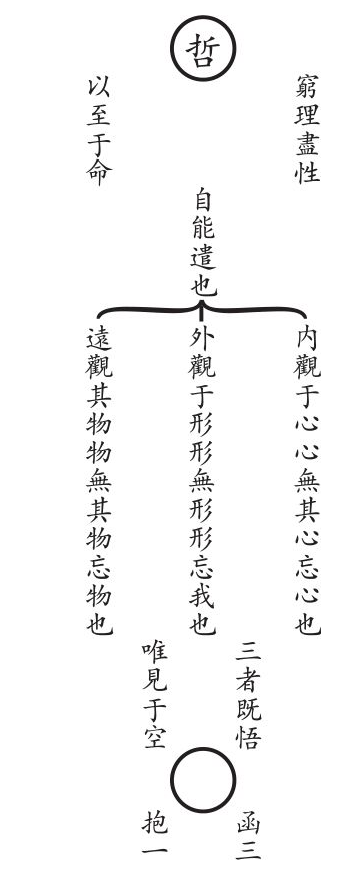 哲
窮理盡性
以至于命
自能遣也
内觀于心心無其心忘心也
外觀于形形無形形忘我也
遠觀其物物無其物忘物也
三者既悟
唯見于空
函三
抱一